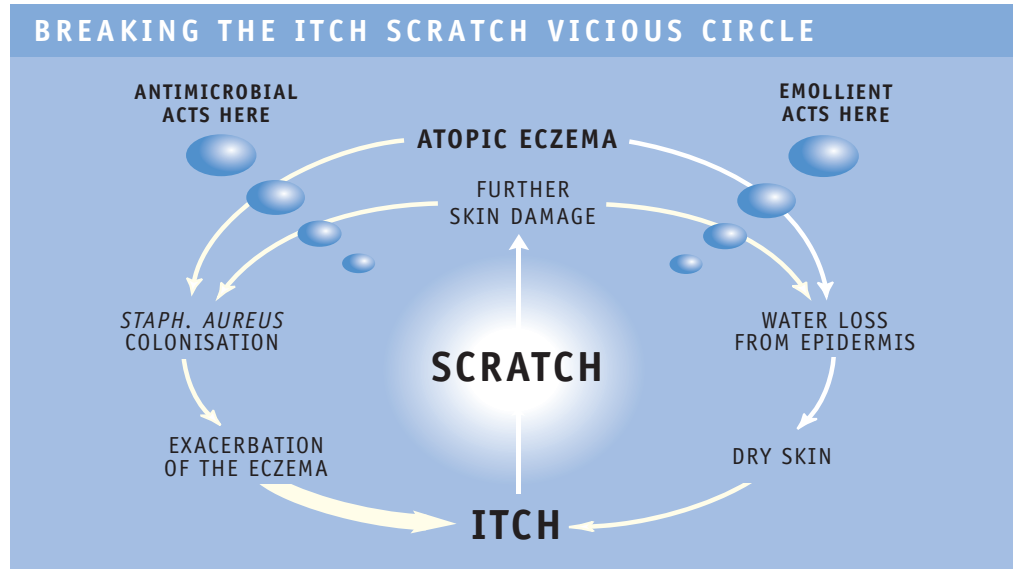 BREAKING THE ITCH SCRATCH VICIOUS CIRCLE
ANTIMICROBIAL
ACTS HERE
EMOLLIENT
ACTS HERE
ATOPIC ECZEMA
FURTHER
SKIN DAMAGE
STAPH. AUREUS
COLONISATION
WATER LOSS
FROM EPIDERMIS
SCRATCH
EXACERBATION
OF THE ECZEMA
DRY SKIN
ITCH